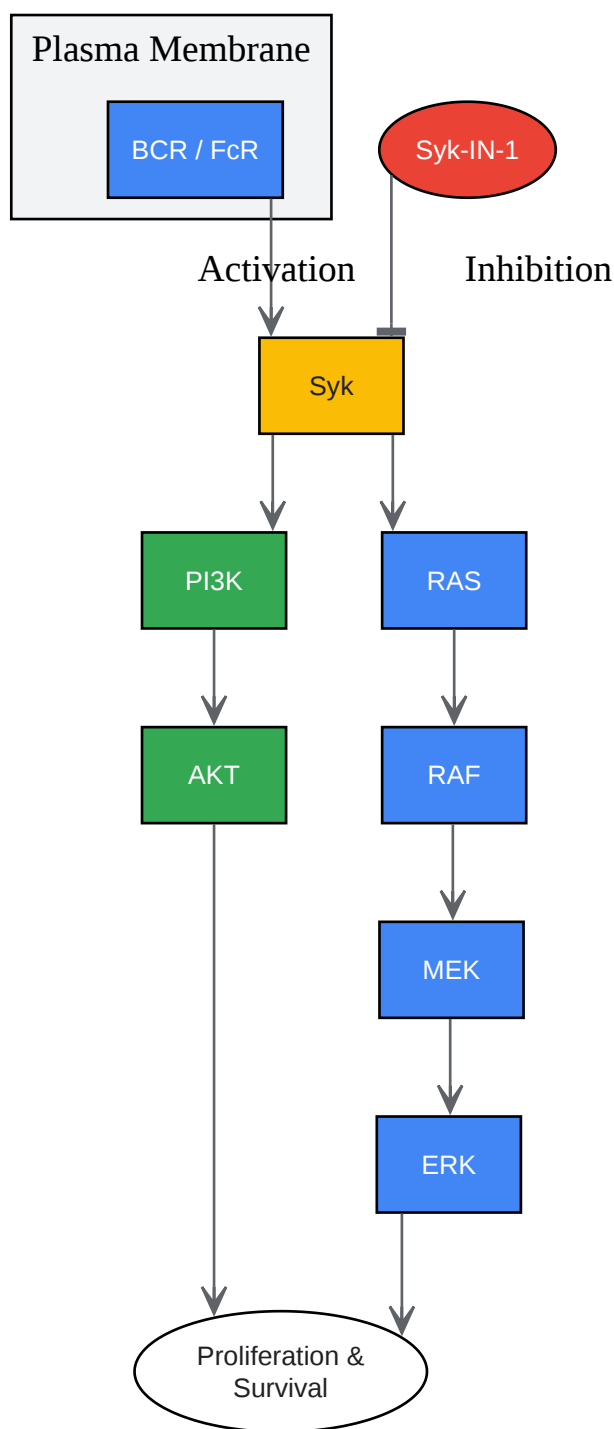 Plasma Membrane
BCR / FcR
Syk-IN-1
Activation
Inhibition
Syk
PI3K
RAS
AKT
RAF
MEK
ERK
Proliferation &
Survival